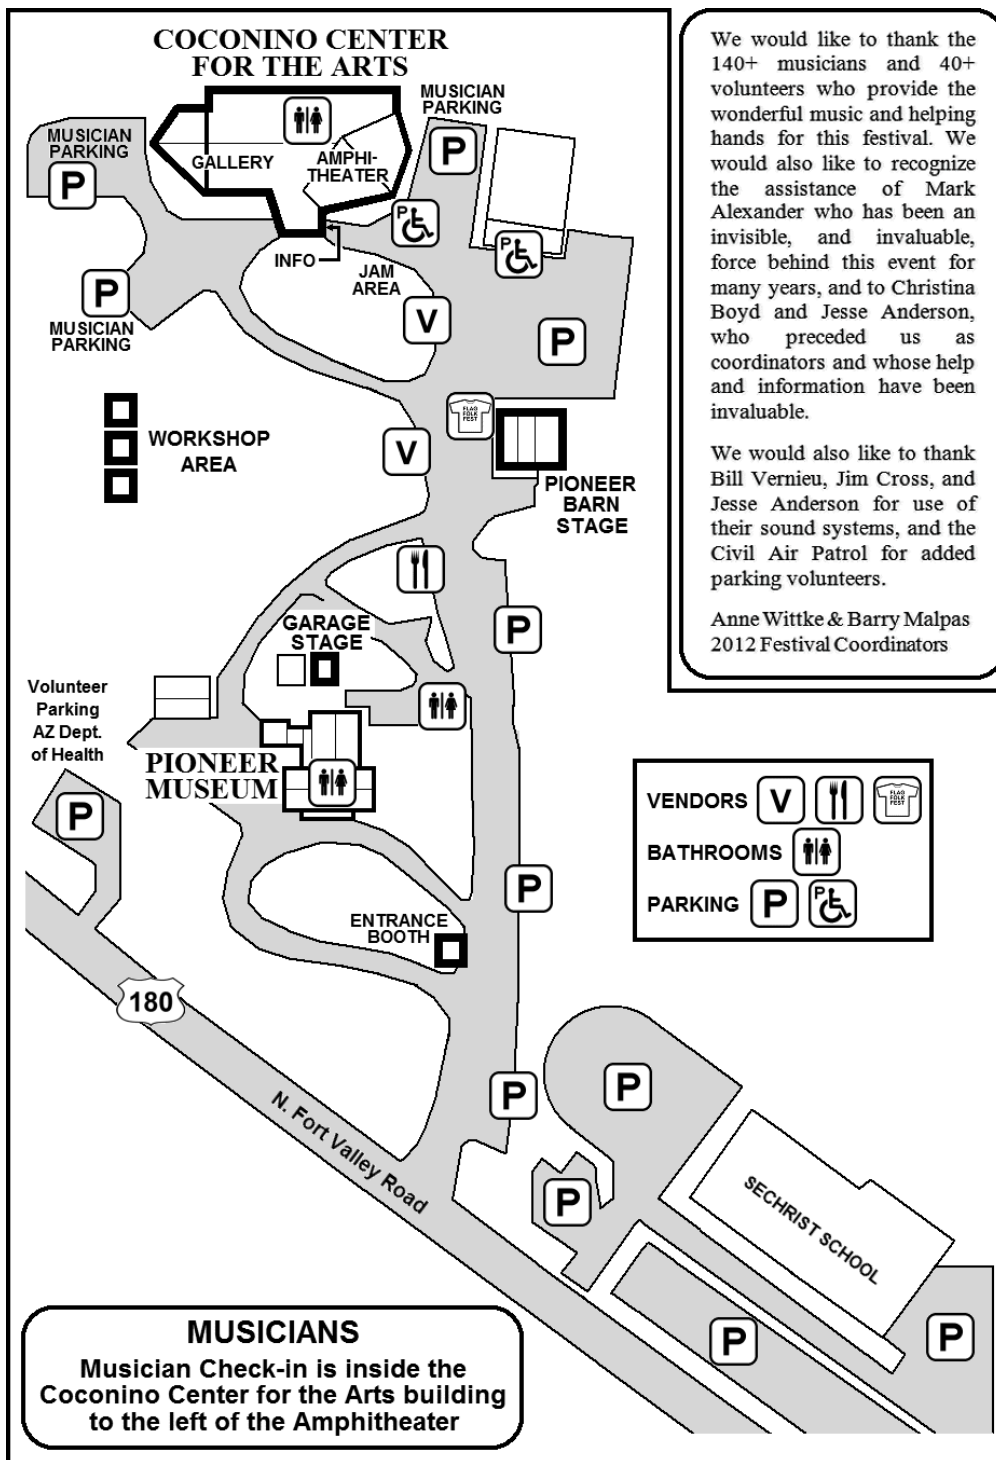 COCONINO CENTER
FOR THE ARTS
MUSICIAN
PARKING
P
MUSICIAN
PARKING
P
GALLERY
AMPHI-
THEATER
P
P
INFO
JAM
AREA
P
MUSICIAN
PARKING
V
P
FLAG
FOLK
FEST
V
WORKSHOP
AREA
PIONEER
BARN
STAGE
P
GARAGE
STAGE
Volunteer
Parking
AZ Dept.
of Health
P
PIONEER
MUSEUM
P
ENTRANCE
BOOTH
180
N. Fort Valley Road
P
P
P
SECHRIST SCHOOL
P
P
We would like to thank the
140+ musicians and 40+
volunteers who provide the
wonderful music and helping
hands for this festival. We
would also like to recognize
the assistance of Mark
Alexander who has been an
invisible, and invaluable,
force behind this event for
many years, and to Christina
Boyd and Jesse Anderson,
who preceded us as
coordinators and whose help
and information have been
invaluable.
We would also like to thank
Bill Vernieu, Jim Cross, and
Jesse Anderson for use of
their sound systems, and the
Civil Air Patrol for added
parking volunteers.
Anne Wittke & Barry Malpas
2012 Festival Coordinators
VENDORS V FLAG FOLK FEST
BATHROOMS
PARKING P P
MUSICIANS
Musician Check-in is inside the
Coconino Center for the Arts building
to the left of the Amphitheater